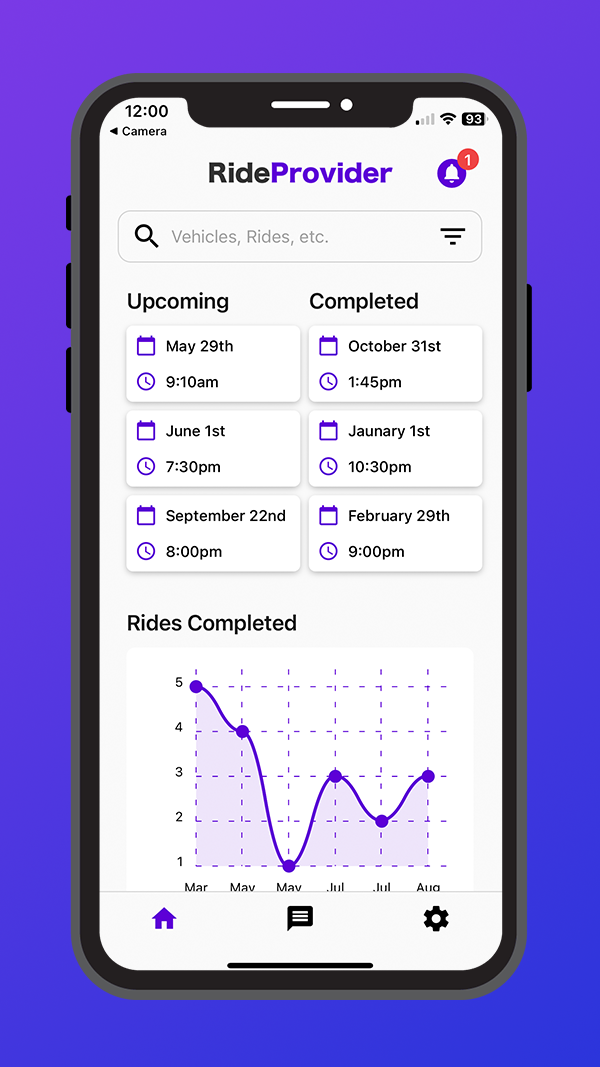 12:00
◀ Camera
93
RideProvider
1
Vehicles, Rides, etc.
Upcoming
Completed
May 29th
9:10am
October 31st
1:45pm
June 1st
7:30pm
Jaunary 1st
10:30pm
September 22nd
8:00pm
February 29th
9:00pm
Rides Completed
5
4
3
2
1
Mar May May Jul Jul Aug